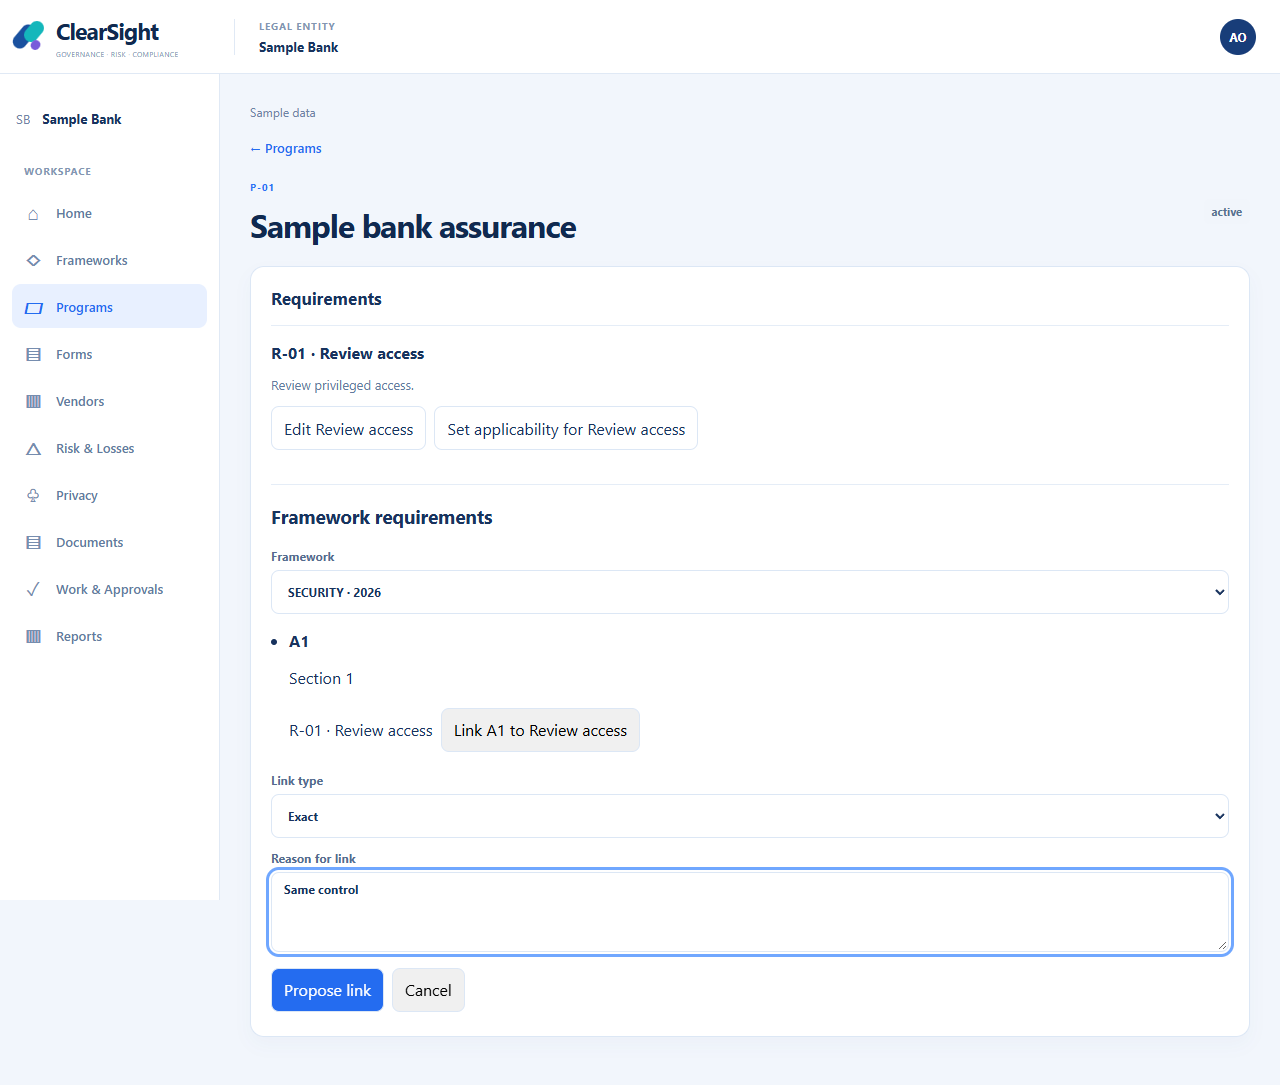 ClearSight
GOVERNANCE · RISK · COMPLIANCE
LEGAL ENTITY
Sample Bank
AO
SB Sample Bank
WORKSPACE
Home
Frameworks
Programs
Forms
Vendors
Risk & Losses
Privacy
Documents
Work & Approvals
Reports
Sample data
← Programs
P-01
Sample bank assurance
active
Requirements
R-01 · Review access
Review privileged access.
Edit Review access
Set applicability for Review access
Framework requirements
Framework
SECURITY · 2026
• A1
Section 1
R-01 · Review access
Link A1 to Review access
Link type
Exact
Reason for link
Same control
Propose link
Cancel